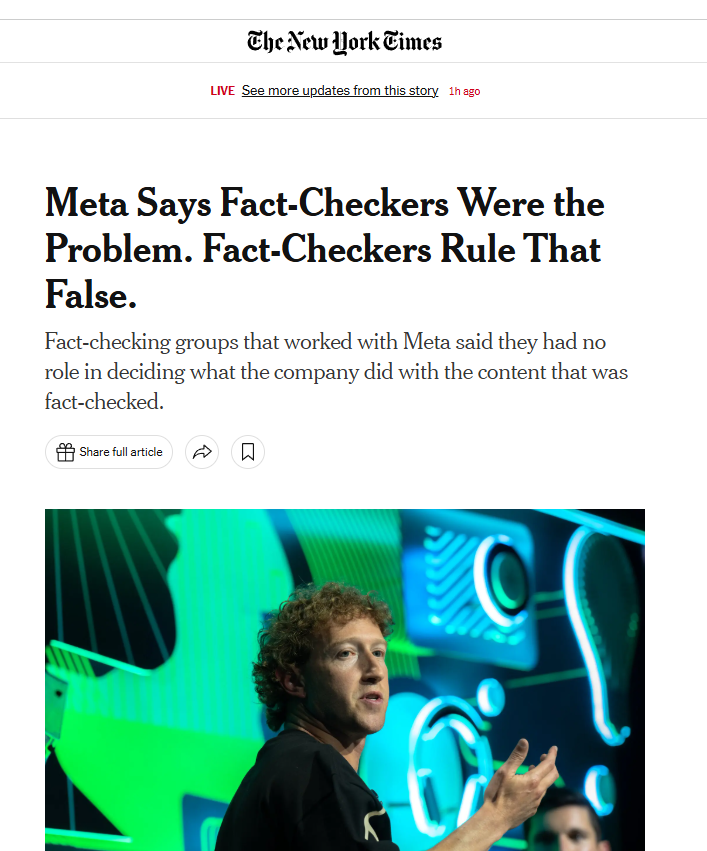 The New York Times
LIVE See more updates from this story 1h ago
Meta Says Fact-Checkers Were the
Problem. Fact-Checkers Rule That
False.
Fact-checking groups that worked with Meta said they had no
role in deciding what the company did with the content that was
fact-checked.
Share full article